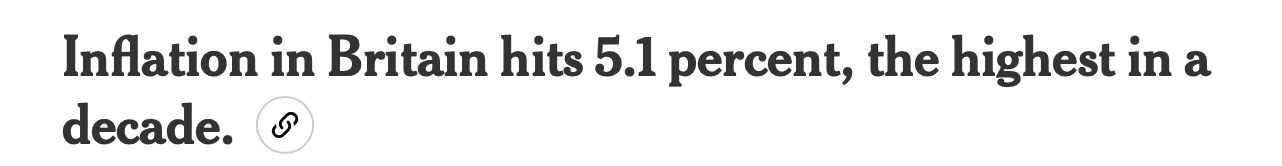 Inflation in Britain hits 5.1 percent, the highest in a
decade.